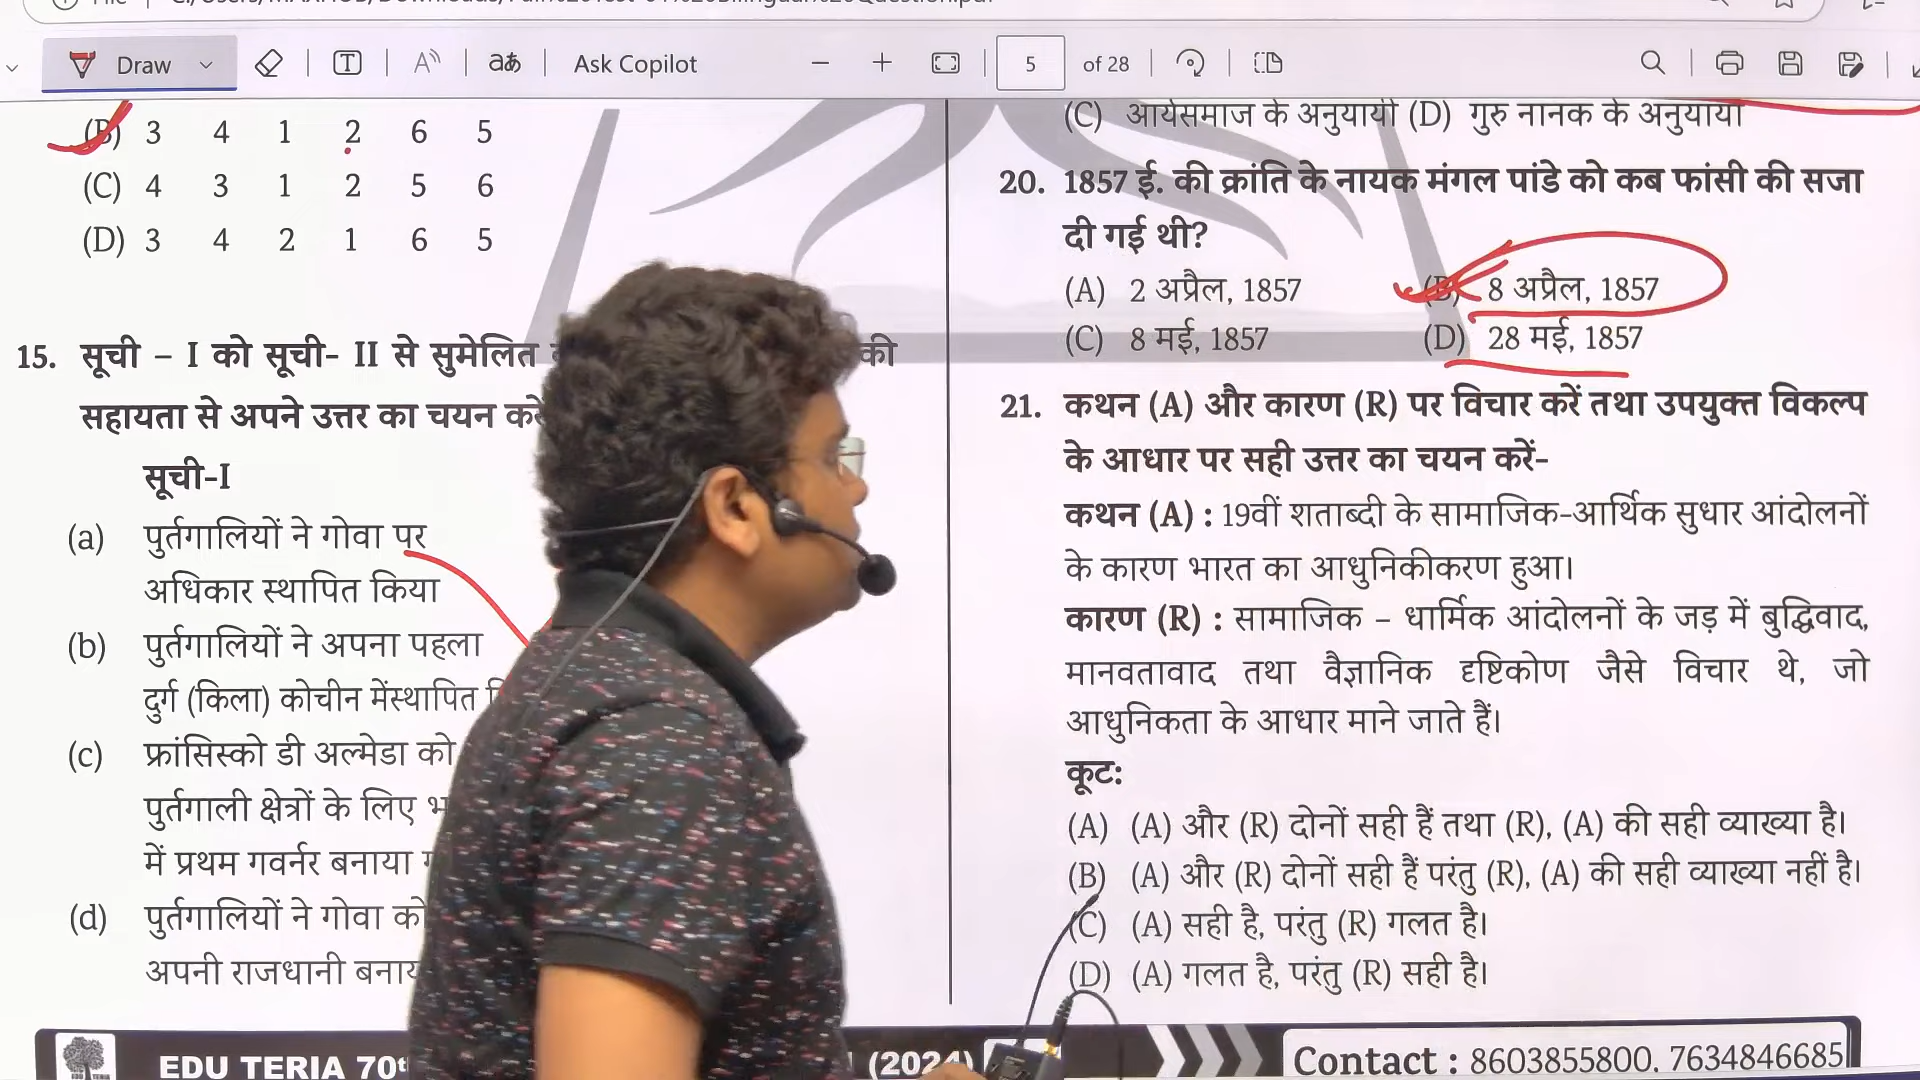 Draw
Ask Copilot
5
of 28
(B) 3 4 1 2 6 5
(C) 4 3 1 2 5 6
(D) 3 4 2 1 6 5
15. सूची – I को सूची- II से सुमेलित की
सहायता से अपने उत्तर का चयन करें
सूची-I
(a) पुर्तगालियों ने गोवा पर
अधिकार स्थापित किया
(b) पुर्तगालियों ने अपना पहला
दुर्ग (किला) कोचीन मेंस्थापित
(c) फ्रांसिस्को डी अल्मेडा को
पुर्तगाली क्षेत्रों के लिए
में प्रथम गवर्नर बनाया
(d) पुर्तगालियों ने गोवा को
अपनी राजधानी
(C) आर्यसमाज के अनुयायी (D) गुरु नानक के अनुयायी
20. 1857 ई. की क्रांति के नायक मंगल पांडे को कब फांसी की सजा
दी गई थी?
(A) 2 अप्रैल, 1857 (B) 8 अप्रैल, 1857
(C) 8 मई, 1857 (D) 28 मई, 1857
21. कथन (A) और कारण (R) पर विचार करें तथा उपयुक्त विकल्प
के आधार पर सही उत्तर का चयन करें-
कथन (A) : 19वीं शताब्दी के सामाजिक-आर्थिक सुधार आंदोलनों
के कारण भारत का आधुनिकीकरण हुआ।
कारण (R) : सामाजिक – धार्मिक आंदोलनों के जड़ में बुद्धिवाद,
मानवतावाद तथा वैज्ञानिक दृष्टिकोण जैसे विचार थे, जो
आधुनिकता के आधार माने जाते हैं।
कूटः
(A) (A) और (R) दोनों सही हैं तथा (R), (A) की सही व्याख्या है।
(B) (A) और (R) दोनों सही हैं परंतु (R), (A) की सही व्याख्या नहीं है।
(C) (A) सही है, परंतु (R) गलत है।
(D) (A) गलत है, परंतु (R) सही है।
EDU TERIA 70th (2024)
Contact : 8603855800, 7634846685